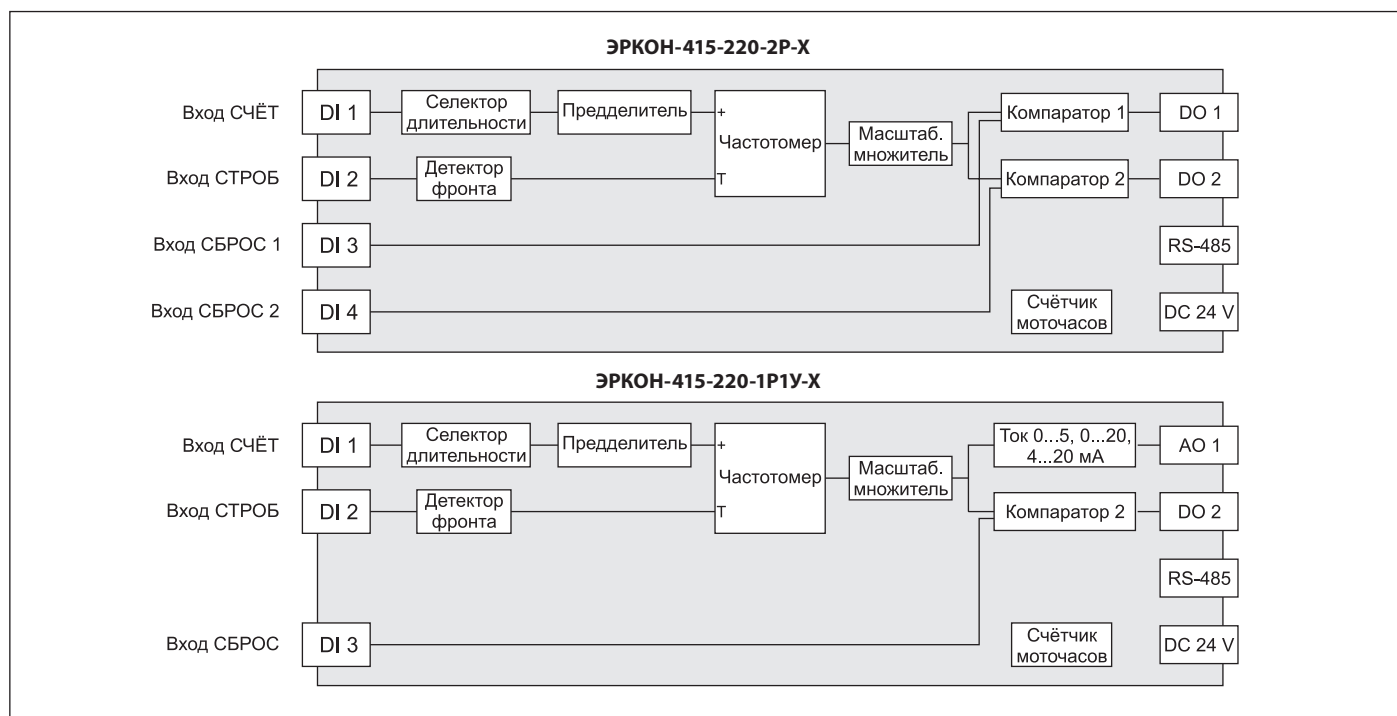 ЭРКОН-415-220-2Р-Х
Вход СЧЁТ
DI 1
Селектор
длительности
Предделитель
+
Частотомер
T
Масштаб.
множитель
Компаратор 1
DO 1
Вход СТРОБ
DI 2
Детектор
фронта
Компаратор 2
DO 2
Вход СБРОС 1
DI 3
RS-485
Вход СБРОС 2
DI 4
Счётчик
моточасов
DC 24 V
ЭРКОН-415-220-1Р1У-Х
Вход СЧЁТ
DI 1
Селектор
длительности
Предделитель
+
Частотомер
T
Масштаб.
множитель
Ток 0...5, 0...20,
4...20 мА
AO 1
Вход СТРОБ
DI 2
Детектор
фронта
Компаратор 2
DO 2
RS-485
Вход СБРОС
DI 3
Счётчик
моточасов
DC 24 V